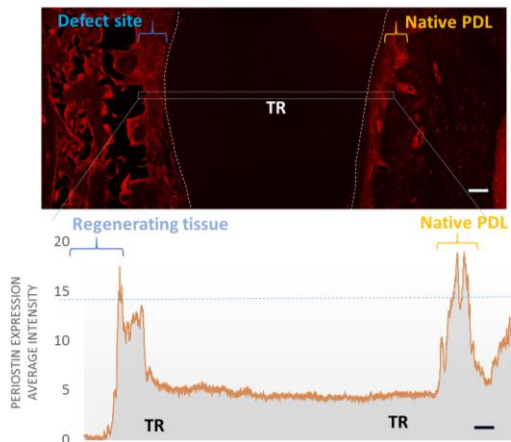 Defect site
Native PDL
TR
Regenerating tissue
Native PDL
20
15
10
5
0
PERIOSTIN EXPRESSION
AVERAGE INTENSITY
TR
TR